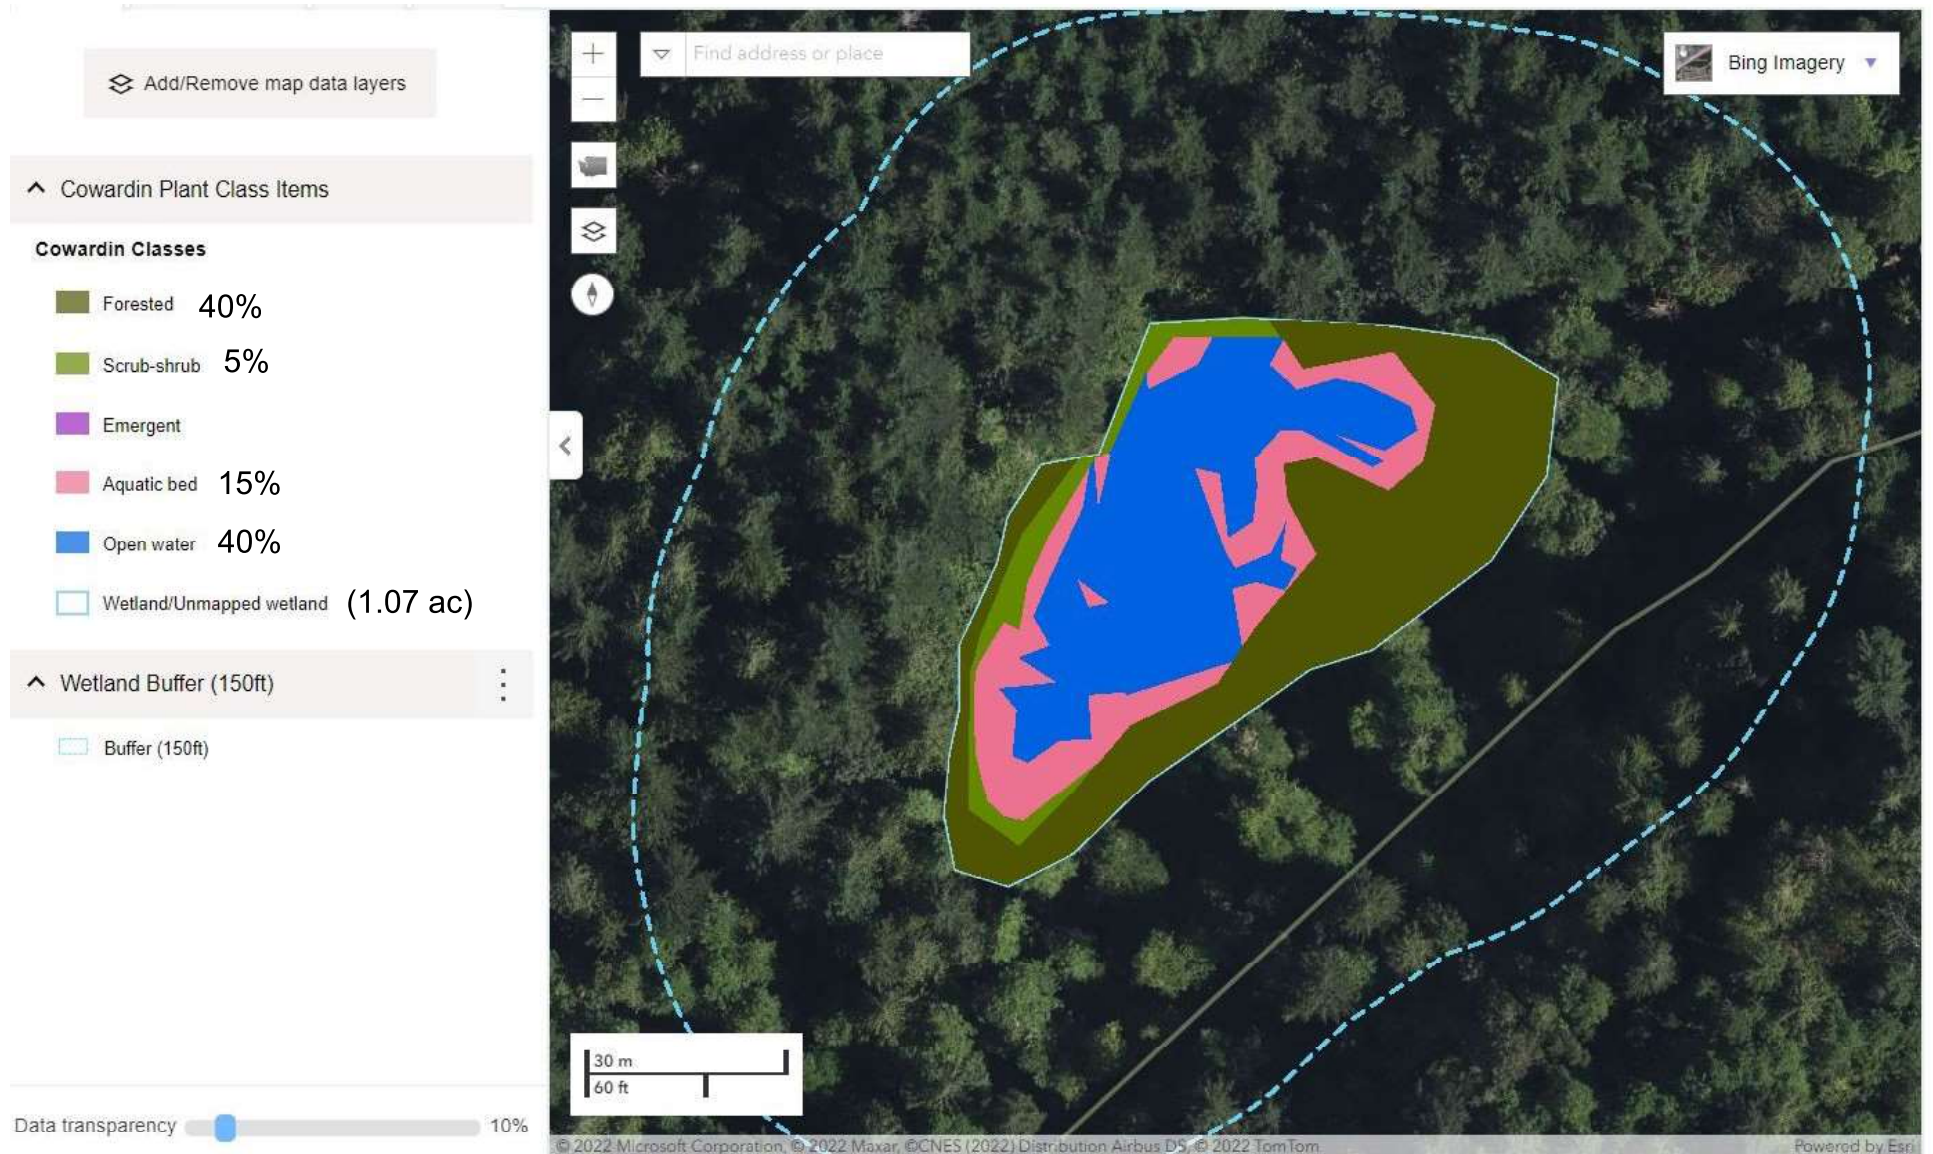 Add/Remove map data layers
Cowardin Plant Class Items
Cowardin Classes
Forested 40%
Scrub-shrub 5%
Emergent
Aquatic bed 15%
Open water 40%
Wetland/Unmapped wetland (1.07 ac)
Wetland Buffer (150ft)
Buffer (150ft)
Data transparency 10%
Find address or place
Bing Imagery
30 m
60 ft
© 2022 Microsoft Corporation, © 2022 Maxar, ©CNES (2022) Distribution Airbus DS, © 2022 TomTom
Powered by Esri